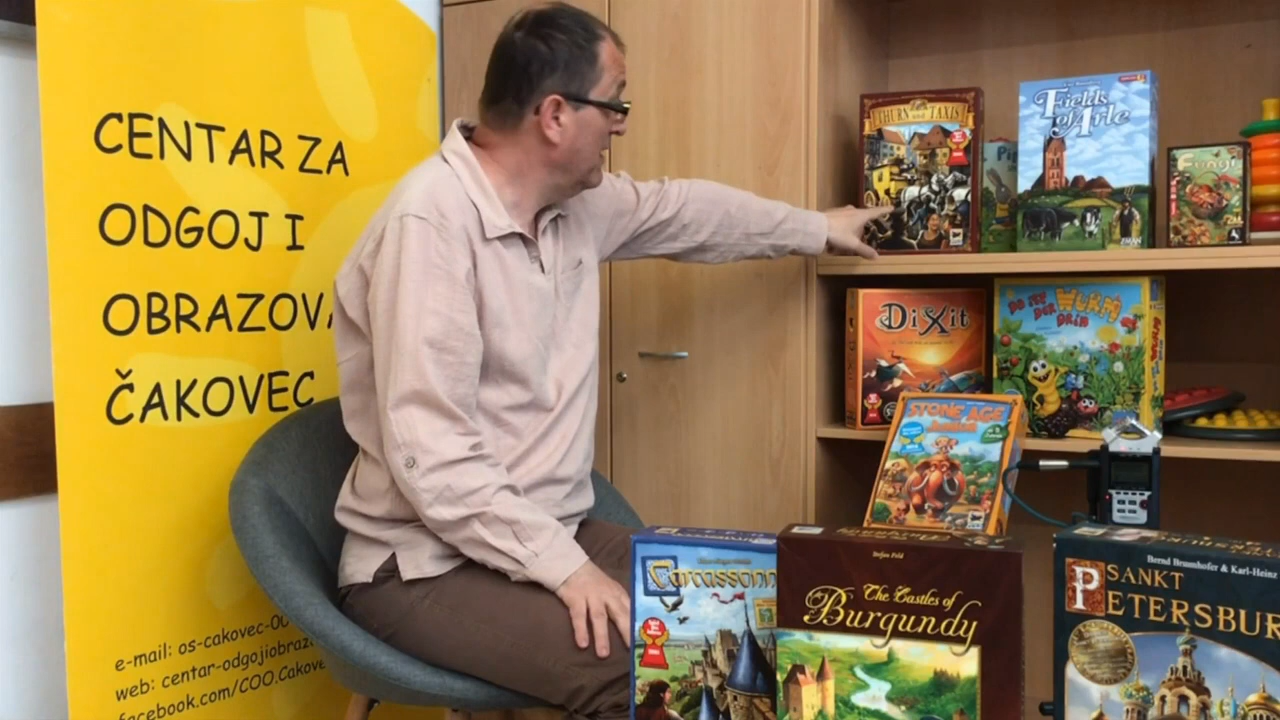 CENTAR ZA
ODGOJ I
OBRAZOVA
ČAKOVEC
e-mail: os-cakovec-00
web: centar-odgojiobraz
facebook.com/COO.Cakove
THURN und TAXIS
Fields
of Arle
Fungi
DiXit
DA IST
DER WURM
DRIN
STONE AGE
Junior
Carcassonn
Stefan Feld
The Castles of
Burgundy
Bernd Brunnhofer & Karl-Heinz
SANKT
PETERSBUR